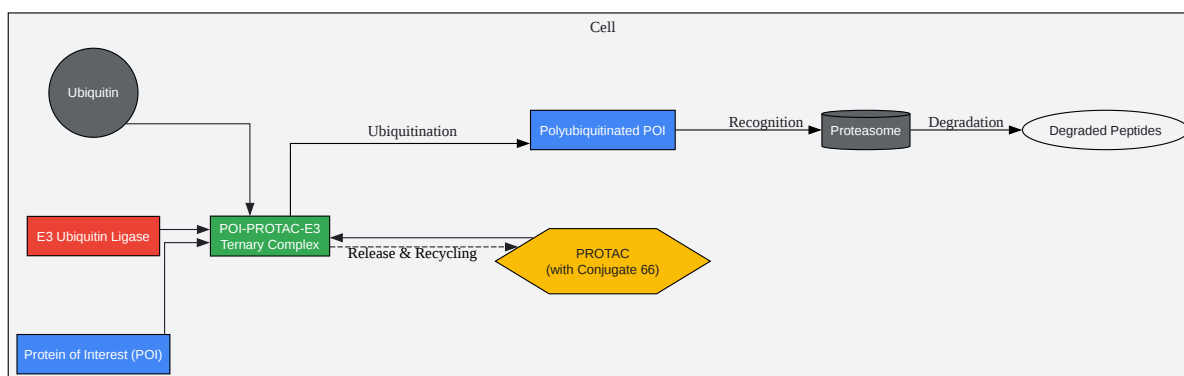 Cell
Ubiquitin
Ubiquitination
Polyubiquitinated POI
Recognition
Proteasome
Degradation
Degraded Peptides
E3 Ubiquitin Ligase
POI-PROTAC-E3
Ternary Complex
Release & Recycling
PROTAC
(with Conjugate 66)
Protein of Interest (POI)